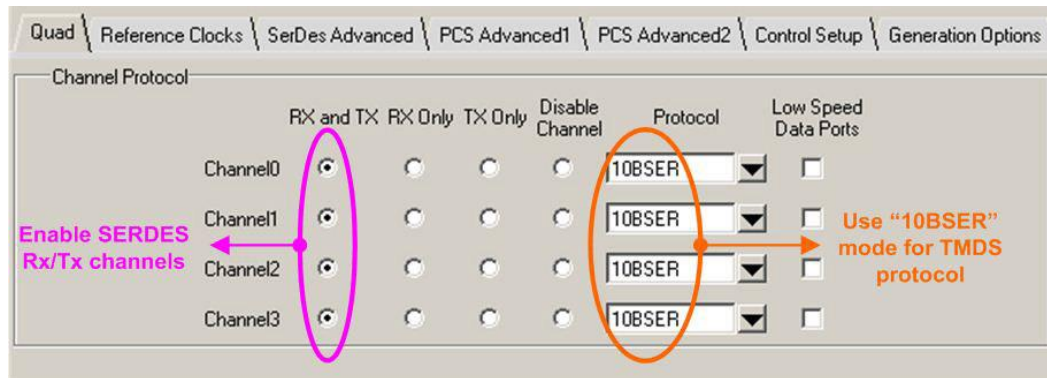 Quad Reference Clocks SerDes Advanced PCS Advanced1 PCS Advanced2 Control Setup Generation Options
Channel Protocol
RX and TX RX Only TX Only Disable Channel Protocol Low Speed Data Ports
Channel0 10BSER
Channel1 10BSER
Channel2 10BSER
Channel3 10BSER
Enable SERDES
Rx/Tx channels
Use “10BSER”
mode for TMDS
protocol